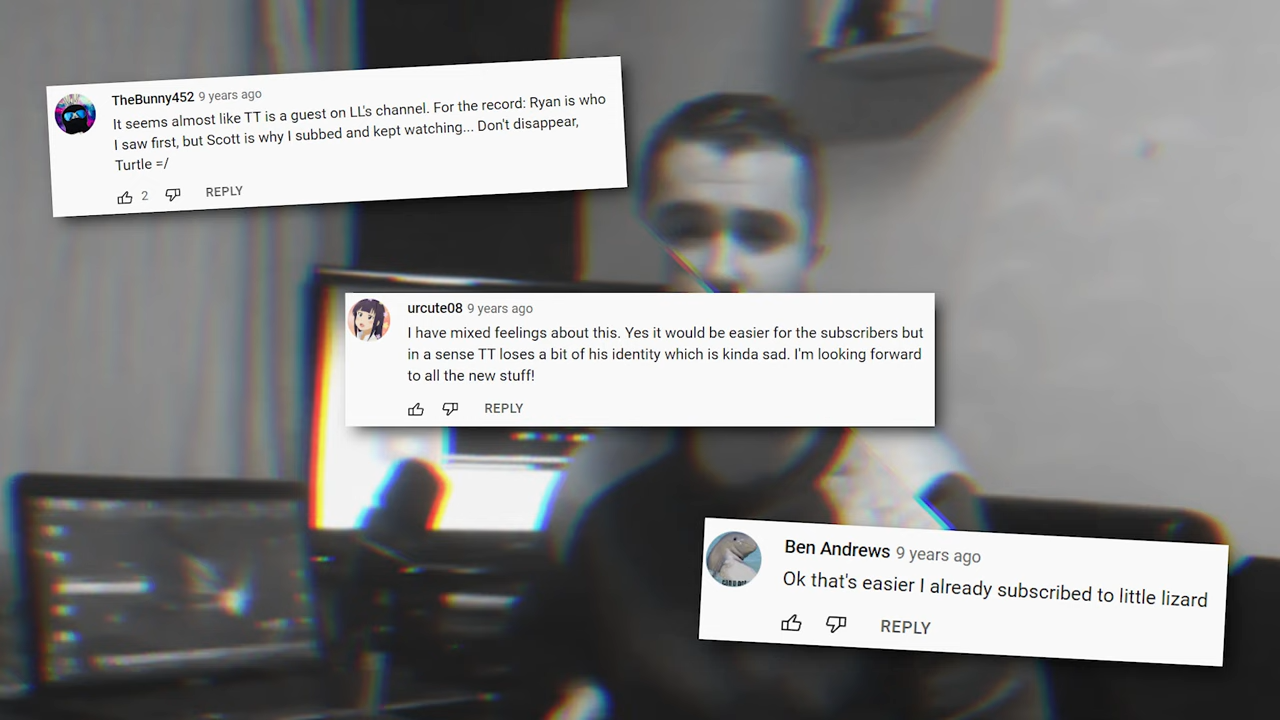 TheBunny452 9 years ago
It seems almost like TT is a guest on LL's channel. For the record: Ryan is who
I saw first, but Scott is why I subbed and kept watching... Don't disappear,
Turtle =/
2 REPLY
urcute08 9 years ago
I have mixed feelings about this. Yes it would be easier for the subscribers but
in a sense TT loses a bit of his identity which is kinda sad. I'm looking forward
to all the new stuff!
REPLY
Ben Andrews 9 years ago
Ok that's easier I already subscribed to little lizard
REPLY